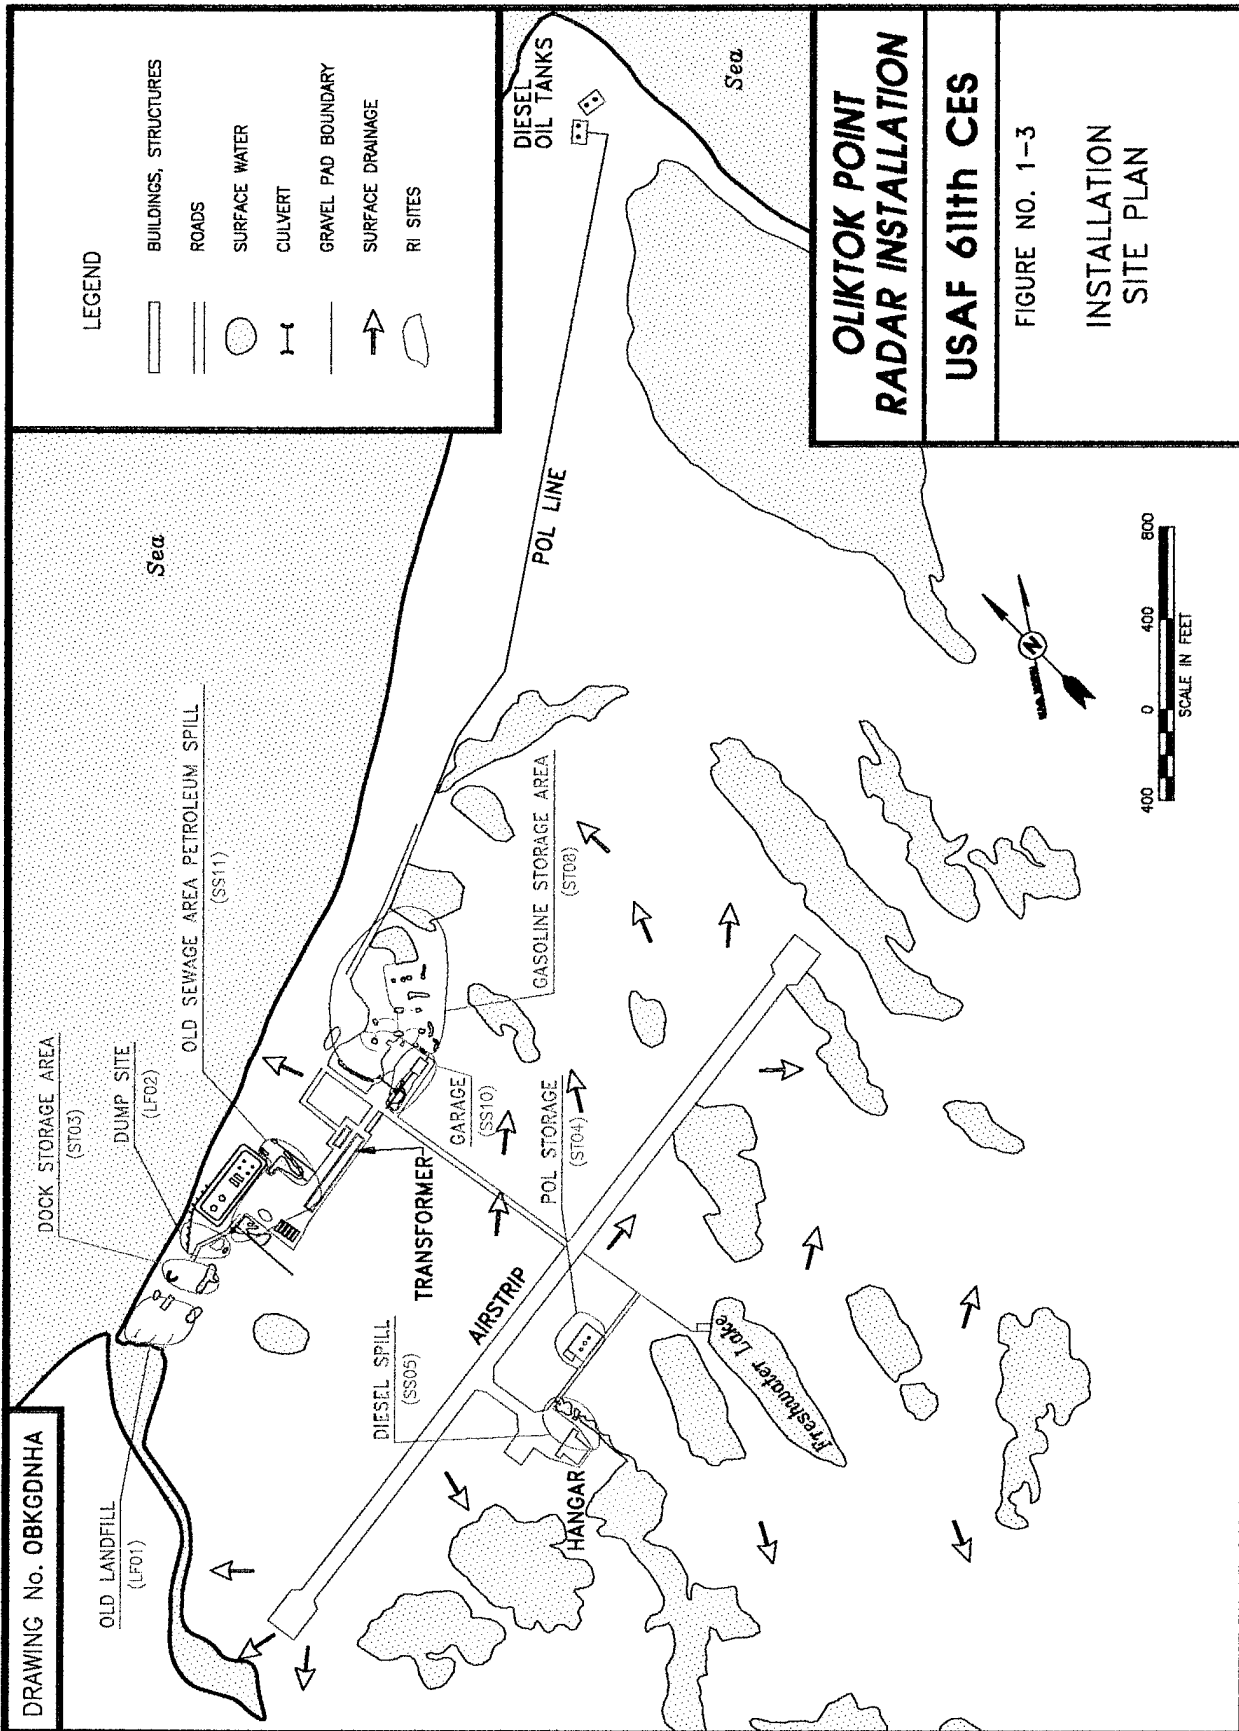 DRAWING No. OBKGDNHA
LEGEND
BUILDINGS, STRUCTURES
ROADS
SURFACE WATER
CULVERT
GRAVEL PAD BOUNDARY
SURFACE DRAINAGE
RI SITES
Sea
Sea
DIESEL
OIL TANKS
POL LINE
OLD LANDFILL
(LF01)
DOCK STORAGE AREA
(ST03)
DUMP SITE
(LF02)
OLD SEWAGE AREA PETROLEUM SPILL
(SS11)
GASOLINE STORAGE AREA
(ST08)
GARAGE
(SS10)
TRANSFORMER
POL STORAGE
(ST04)
AIRSTRIP
DIESEL SPILL
(SS05)
HANGAR
Freshwater Lake
N
400 0 400 800
SCALE IN FEET
OLIKTOK POINT
RADAR INSTALLATION
USAF 611th CES
FIGURE NO. 1-3
INSTALLATION
SITE PLAN